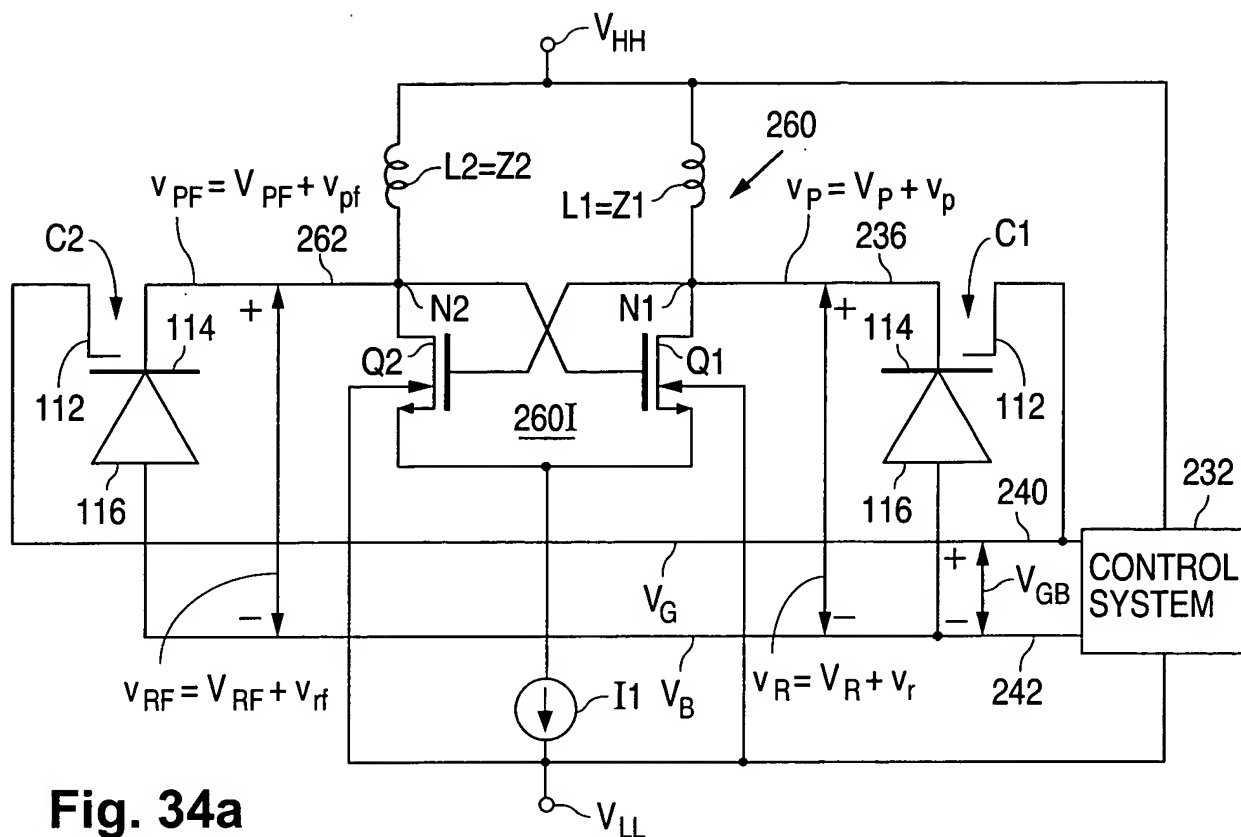 V_HH
260
L2=Z2
L1=Z1
v_PF = V_PF + v_pf
v_P = V_P + v_p
C2
262
236
C1
114
N2
N1
114
+
+
Q2
Q1
112
112
260I
116
116
240
232
+
V_GB
CONTROL
SYSTEM
V_G
−
−
−
v_RF = V_RF + v_rf
V_B
I1
v_R = V_R + v_r
242
Fig. 34a
V_LL